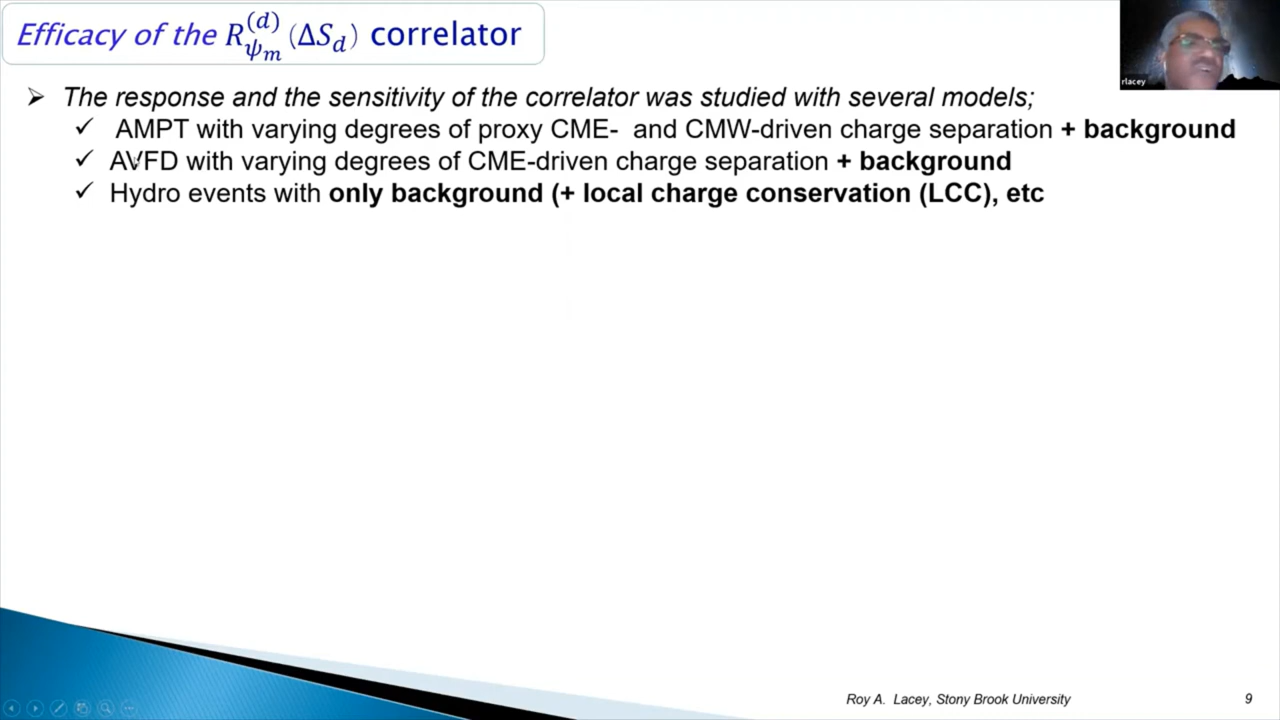 Efficacy of the $R^{(d)}_{\psi_m}(\Delta S_d)$ correlator
rlacey
➢ The response and the sensitivity of the correlator was studied with several models;
✓ AMPT with varying degrees of proxy CME- and CMW-driven charge separation + background
✓ AVFD with varying degrees of CME-driven charge separation + background
✓ Hydro events with only background (+ local charge conservation (LCC), etc
Roy A. Lacey, Stony Brook University
9